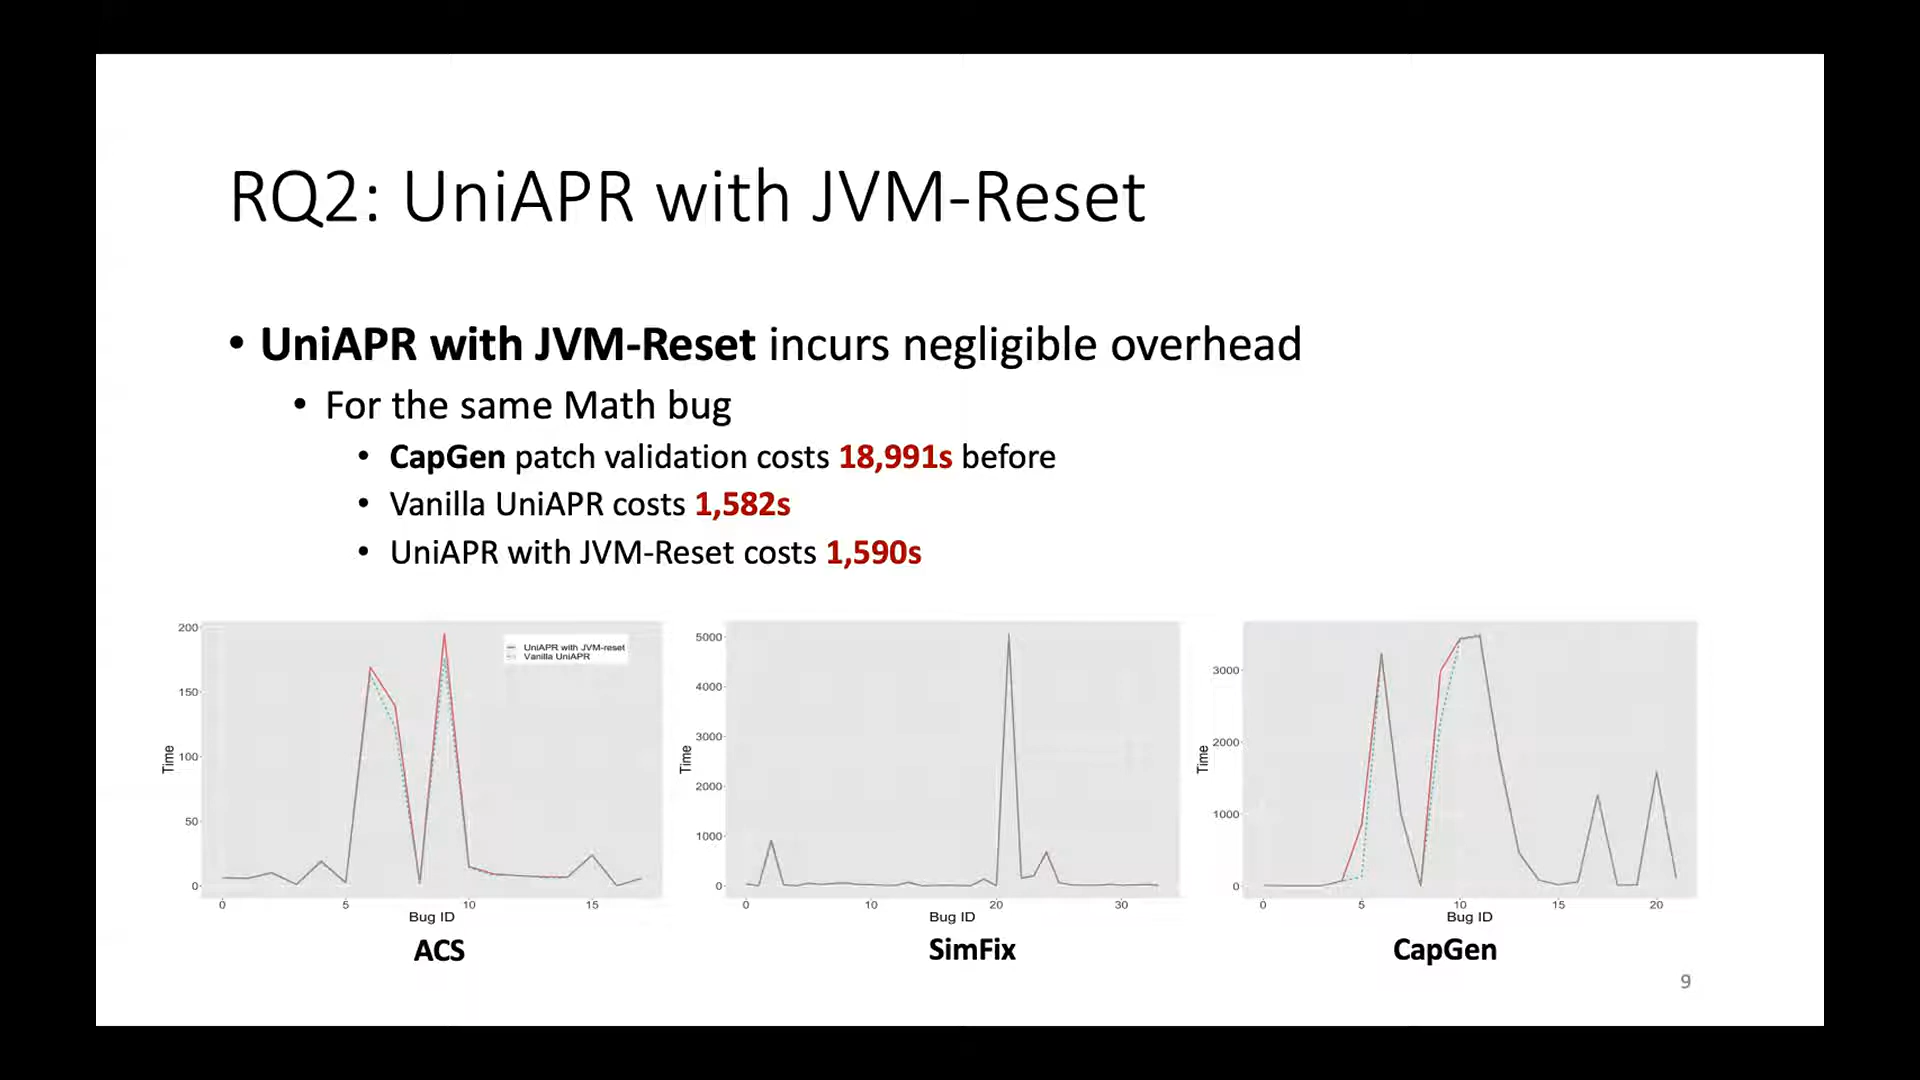 RQ2: UniAPR with JVM-Reset
• UniAPR with JVM-Reset incurs negligible overhead
• For the same Math bug
• CapGen patch validation costs 18,991s before
• Vanilla UniAPR costs 1,582s
• UniAPR with JVM-Reset costs 1,590s
200
150
100
50
0
Time
UniAPR with JVM-reset
Vanilla UniAPR
0 5 10 15
Bug ID
ACS
5000
4000
3000
2000
1000
0
Time
0 10 20 30
Bug ID
SimFix
3000
2000
1000
0
Time
0 5 10 15 20
Bug ID
CapGen
9